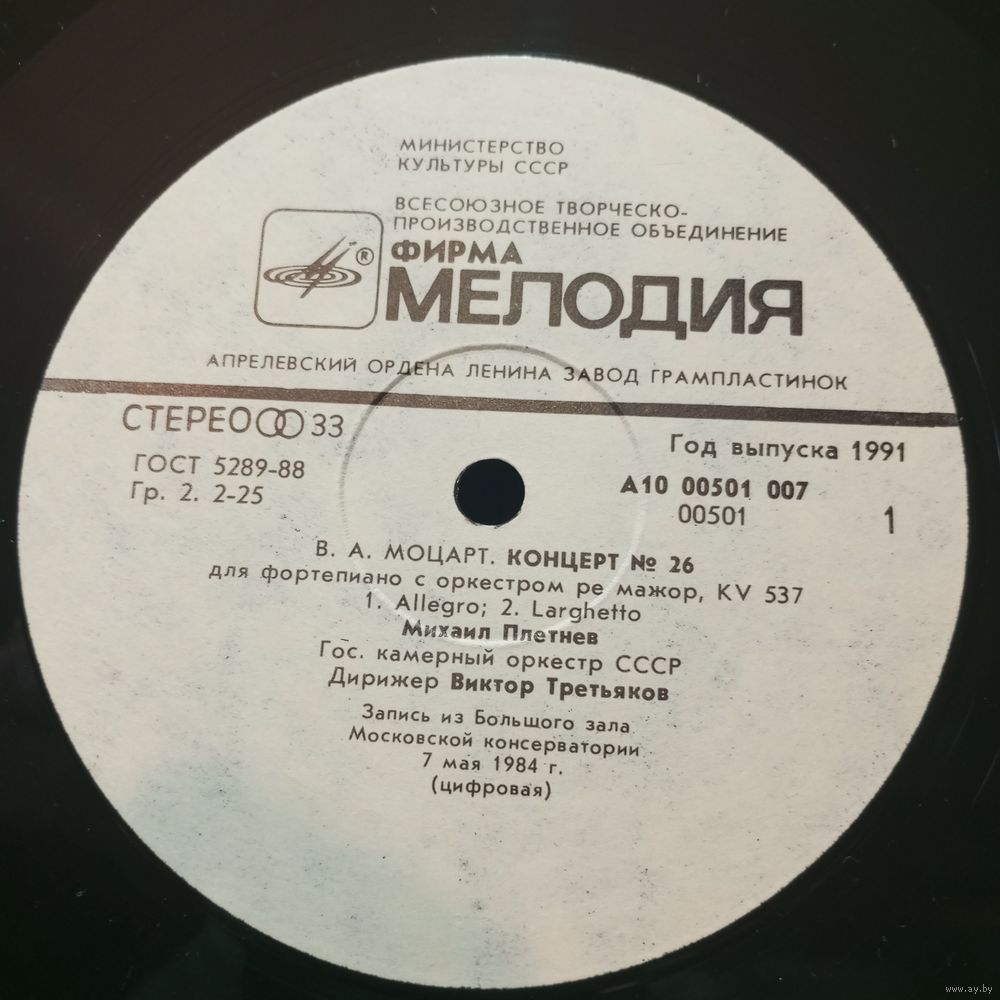 МИНИСТЕРСТВО
КУЛЬТУРЫ СССР
ВСЕСОЮЗНОЕ ТВОРЧЕСКО-
ПРОИЗВОДСТВЕННОЕ ОБЪЕДИНЕНИЕ
ФИРМА
®
МЕЛОДИЯ
АПРЕЛЕВСКИЙ ОРДЕНА ЛЕНИНА ЗАВОД ГРАМПЛАСТИНОК
СТЕРЕО 33
Год выпуска 1991
ГОСТ 5289-88
Гр. 2. 2-25
А10 00501 007
00501
1
В. А. МОЦАРТ. КОНЦЕРТ № 26
для фортепиано с оркестром ре мажор, KV 537
1. Allegro; 2. Larghetto
Михаил Плетнев
Гос. камерный оркестр СССР
Дирижер Виктор Третьяков
Запись из Большого зала
Московской консерватории
7 мая 1984 г.
(цифровая)
www.ay.by